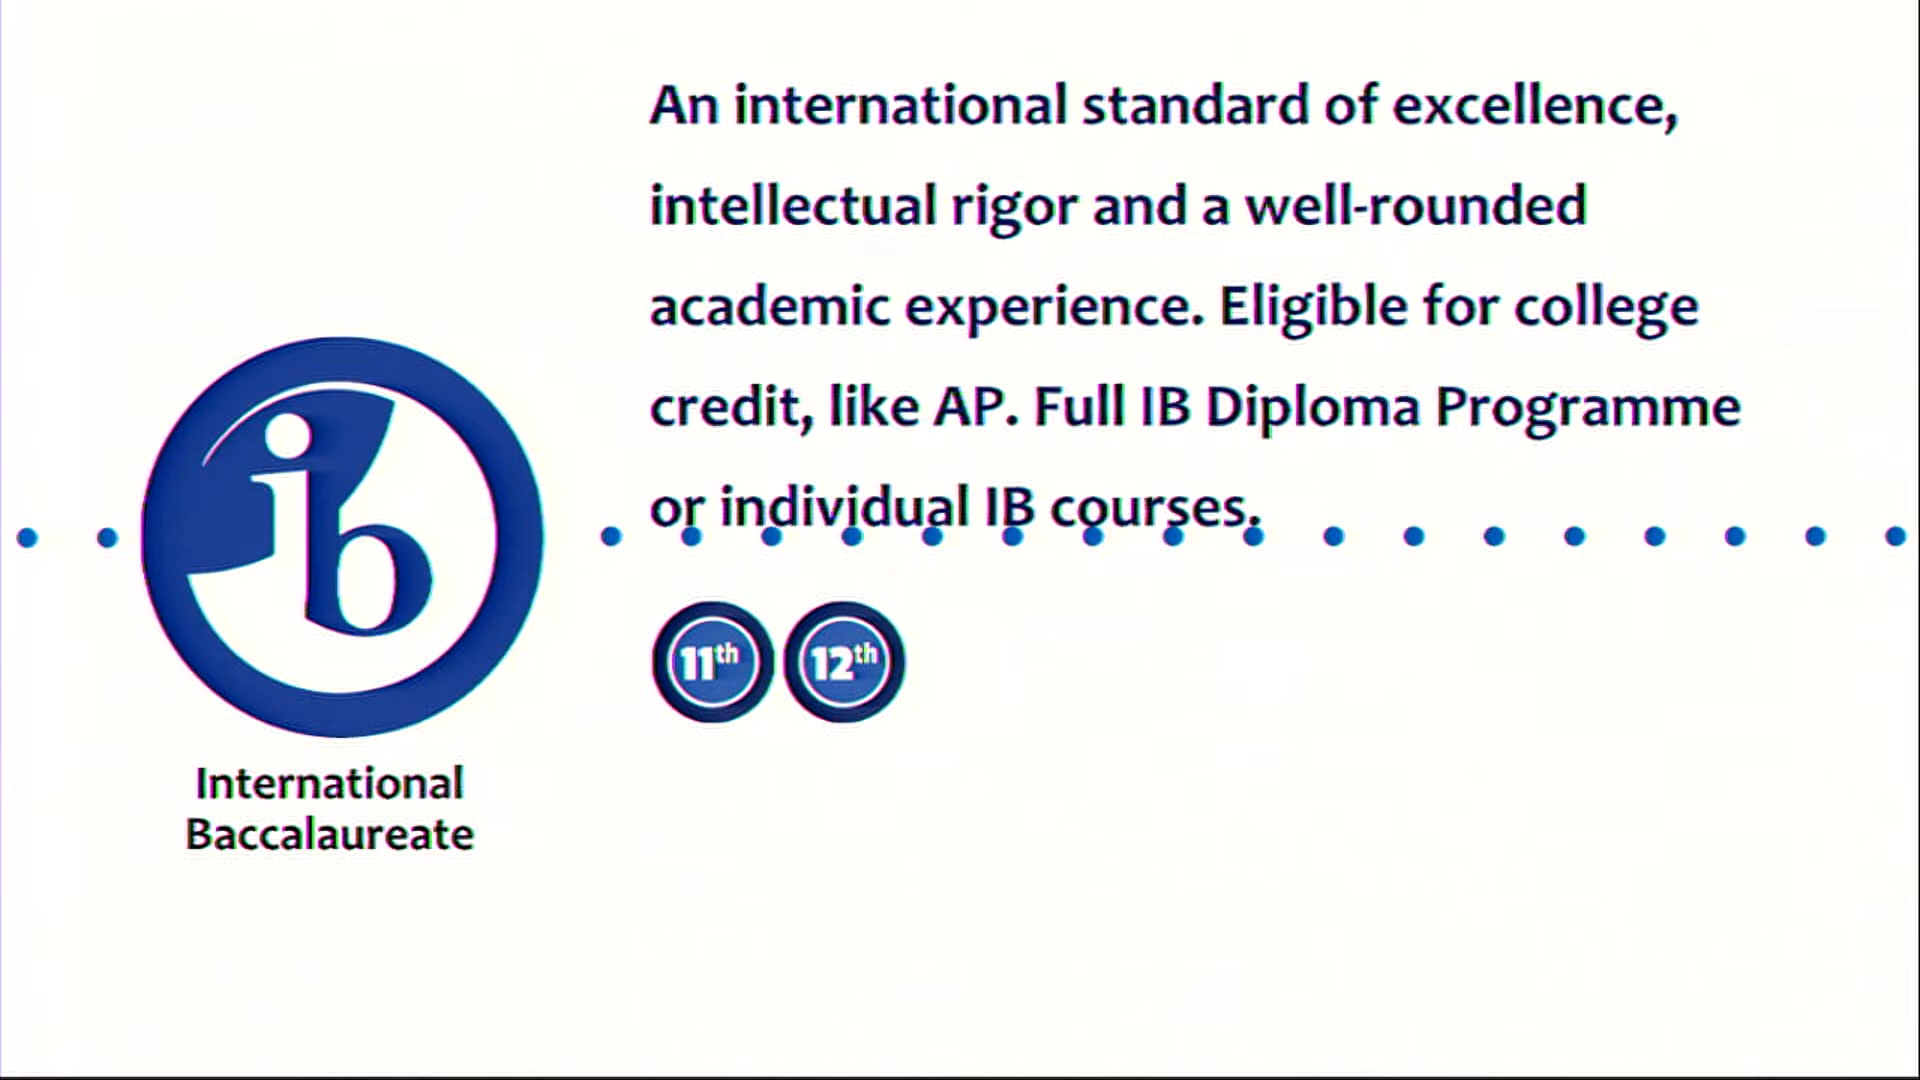 An international standard of excellence,
intellectual rigor and a well-rounded
academic experience. Eligible for college
credit, like AP. Full IB Diploma Programme
or individual IB courses.
ib
11th 12th
International
Baccalaureate